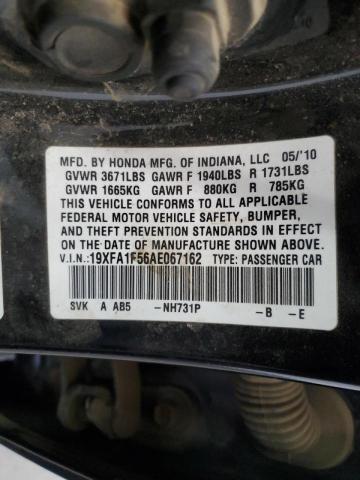 MFD. BY HONDA MFG. OF INDIANA, LLC 05/'10
GVWR 3671LBS GAWR F 1940LBS R 1731LBS
GVWR 1665KG GAWR F 880KG R 785KG
THIS VEHICLE CONFORMS TO ALL APPLICABLE
FEDERAL MOTOR VEHICLE SAFETY, BUMPER,
AND THEFT PREVENTION STANDARDS IN EFFECT
ON THE DATE OF MANUFACTURE SHOWN ABOVE.
V.I.N.:19XFA1F56AE067162 TYPE: PASSENGER CAR
SVK A AB5 -NH731P -B -E